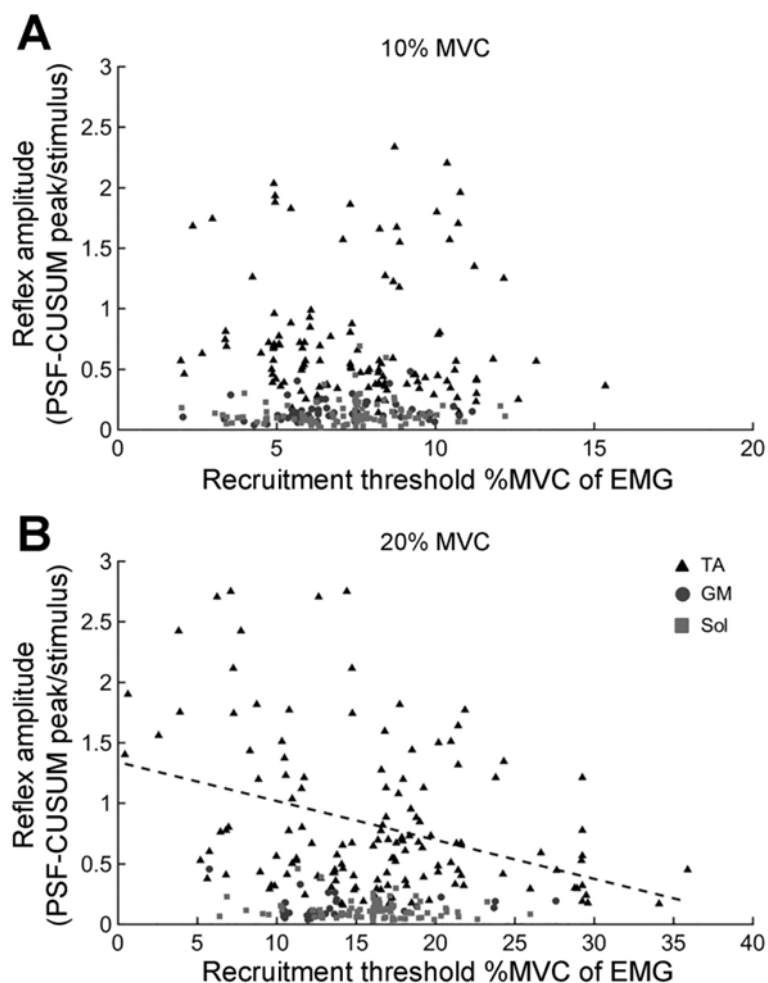 A
10% MVC
3
2.5
2
1.5
1
0.5
0
0
5
10
15
20
Reflex amplitude
(PSF-CUSUM peak/stimulus)
Recruitment threshold %MVC of EMG
B
20% MVC
3
2.5
2
1.5
1
0.5
0
0
5
10
15
20
25
30
35
40
TA
GM
Sol
Reflex amplitude
(PSF-CUSUM peak/stimulus)
Recruitment threshold %MVC of EMG